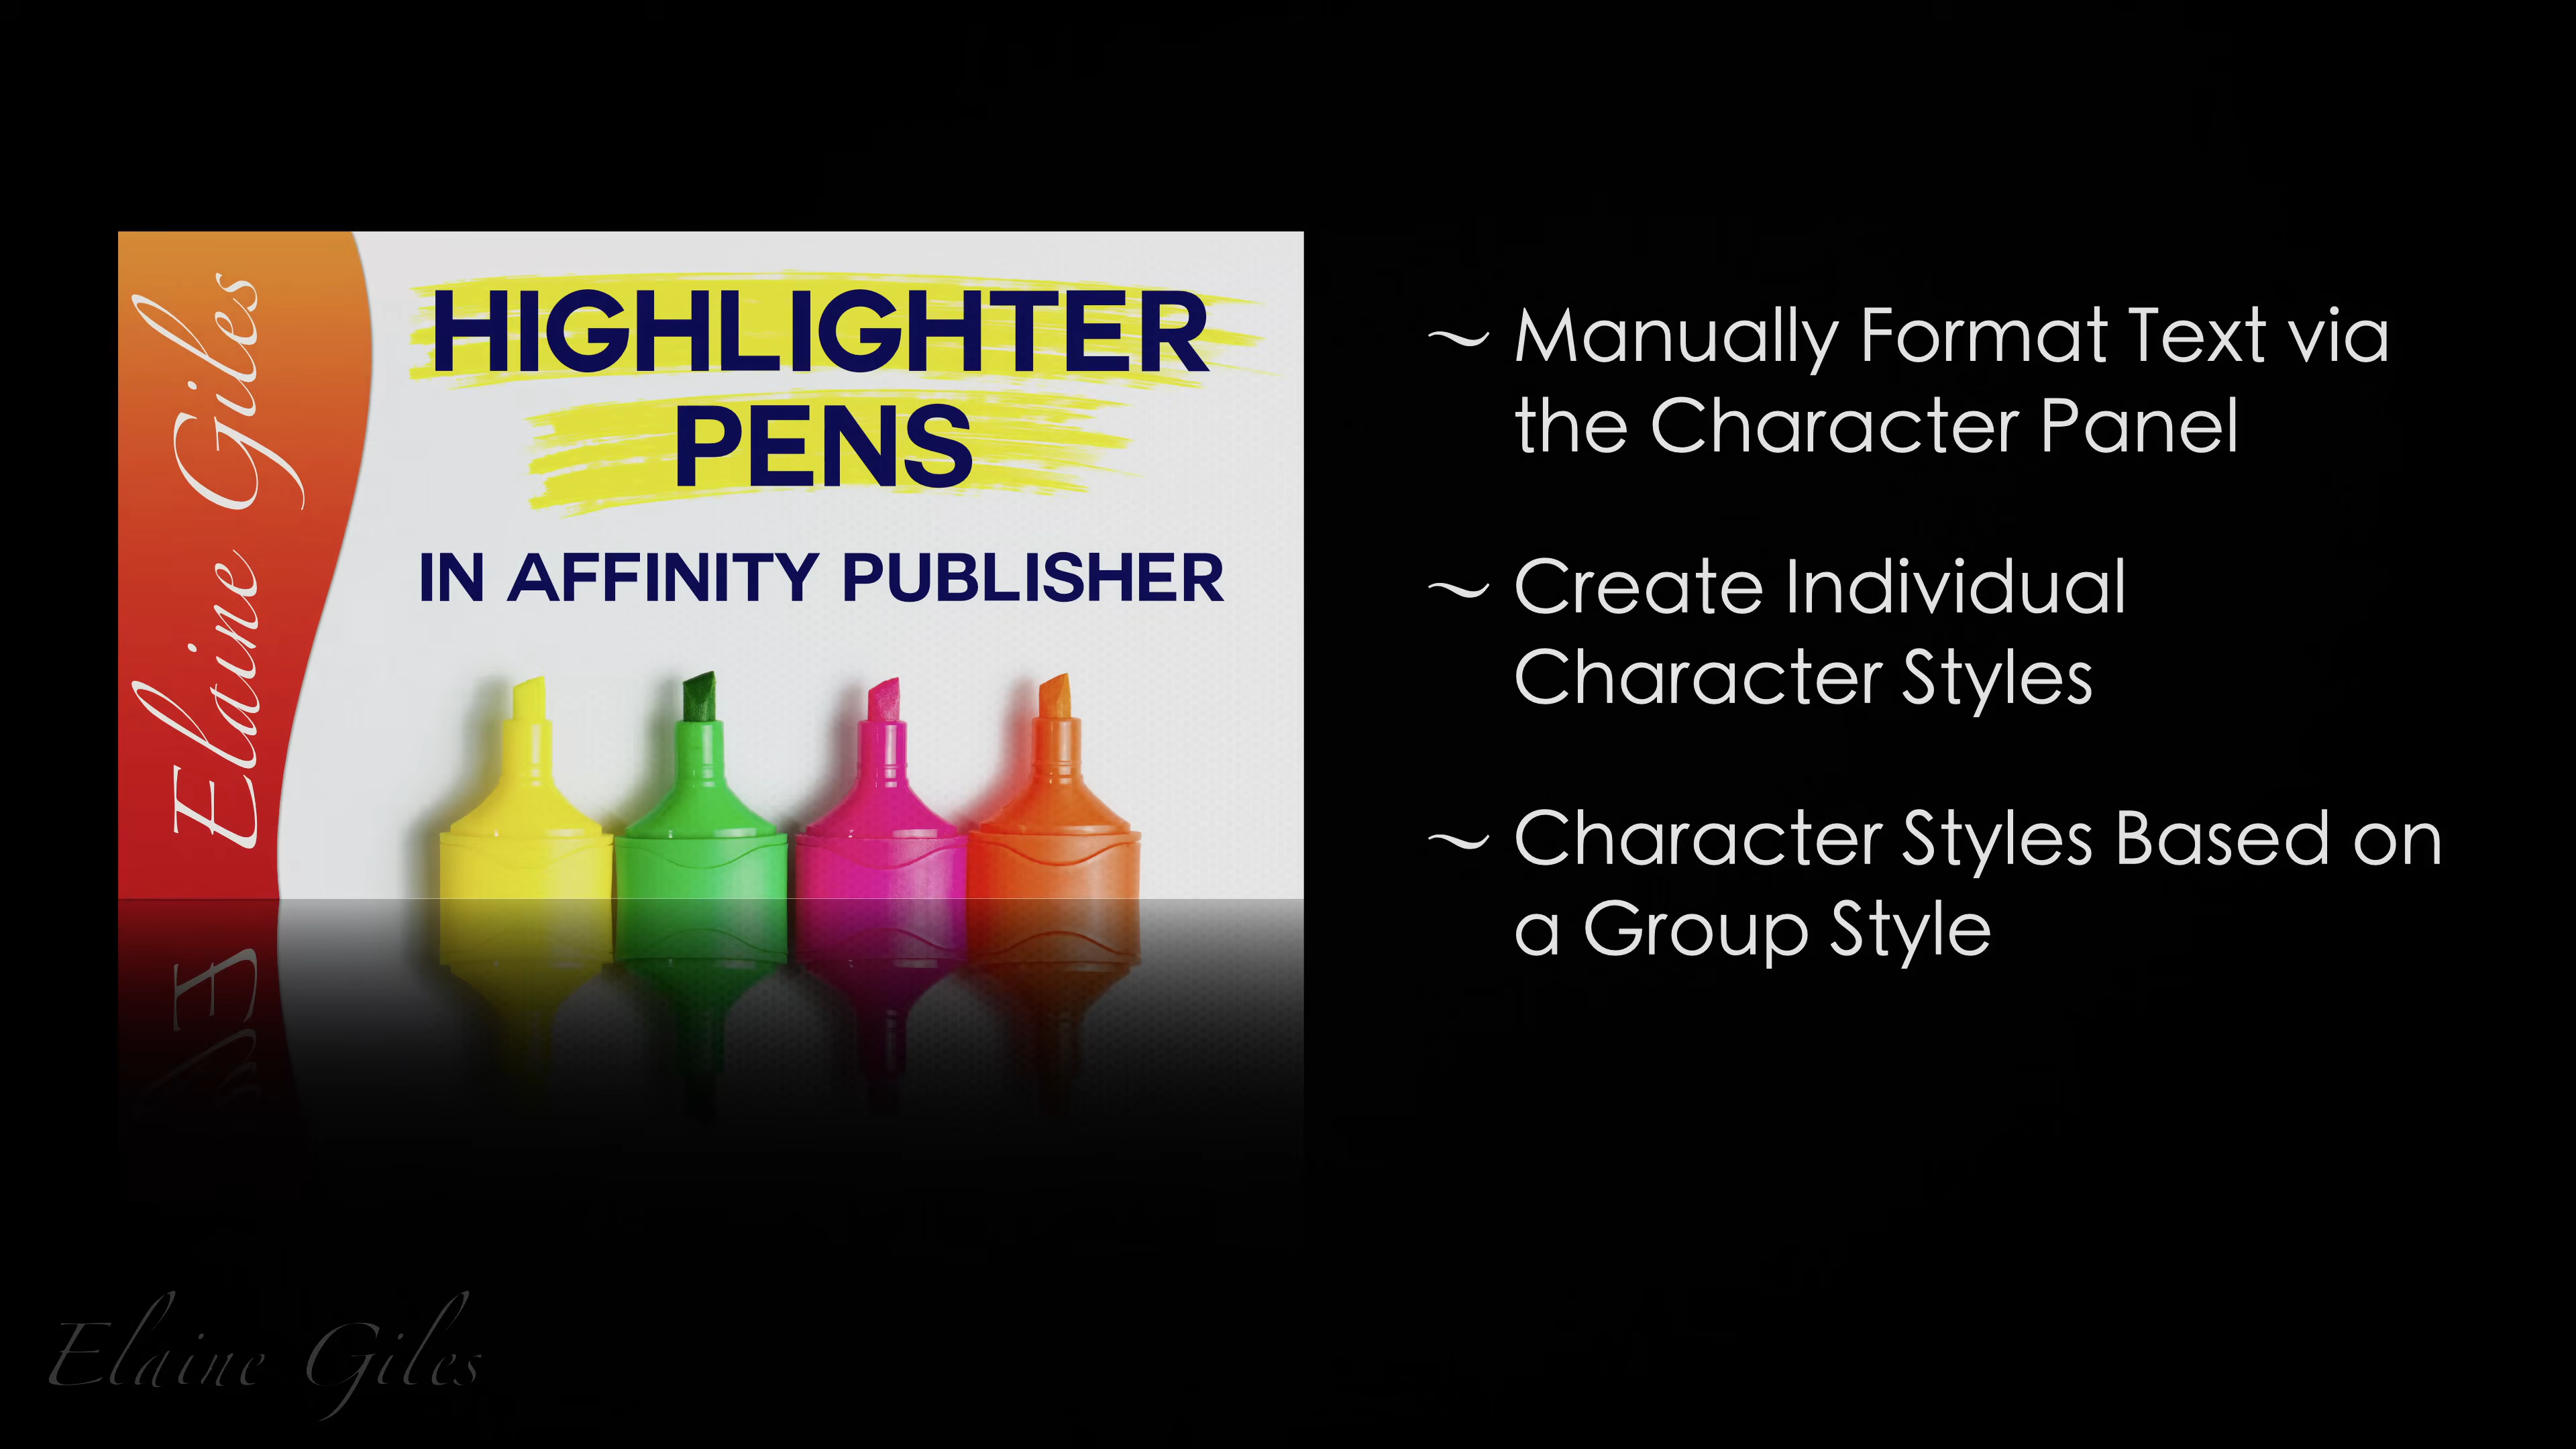 Elaine Giles
HIGHLIGHTER
PENS
IN AFFINITY PUBLISHER
~ Manually Format Text via
the Character Panel
~ Create Individual
Character Styles
~ Character Styles Based on
a Group Style
Elaine Giles